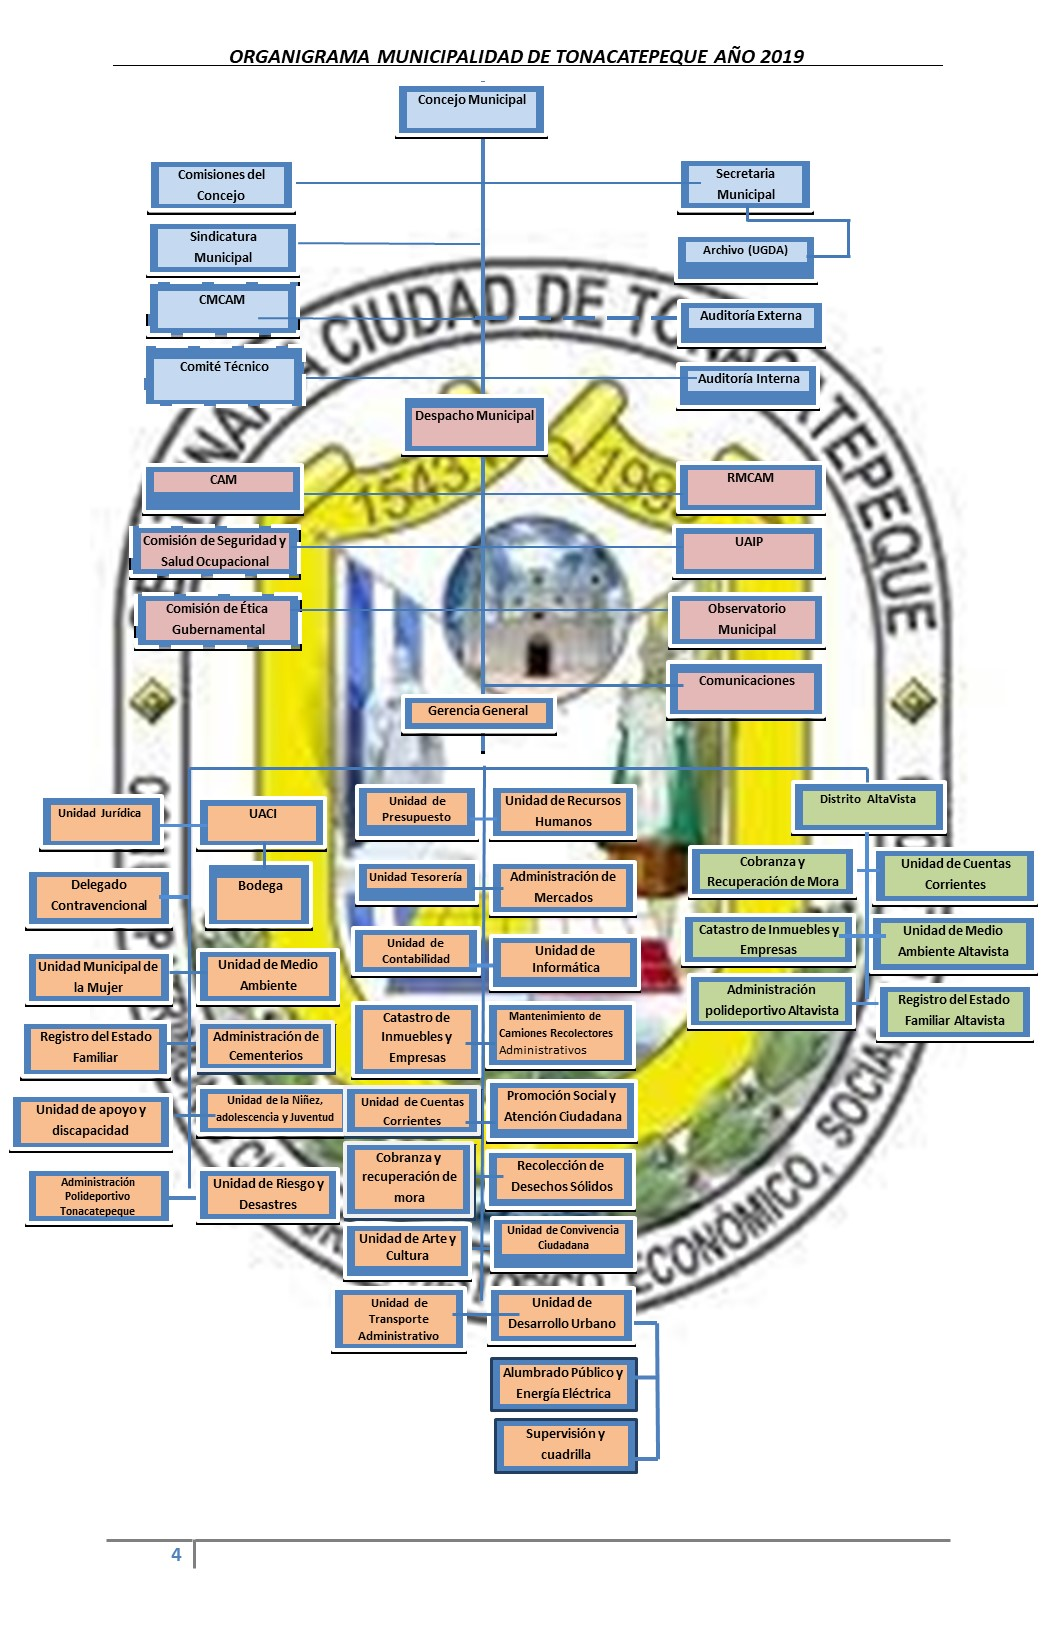 ORGANIGRAMA MUNICIPALIDAD DE TONACATEPEQUE AÑO 2019
Concejo Municipal
Comisiones del
Concejo
Secretaria
Municipal
Sindicatura
Municipal
Archivo (UGDA)
CMCAM
Auditoría Externa
Comité Técnico
Auditoría Interna
Despacho Municipal
CAM
RMCAM
Comisión de Seguridad y
Salud Ocupacional
UAIP
Comisión de Ética
Gubernamental
Observatorio
Municipal
Comunicaciones
Gerencia General
Unidad Jurídica
UACI
Unidad de
Presupuesto
Unidad de Recursos
Humanos
Distrito AltaVista
Delegado
Contravencional
Bodega
Unidad Tesorería
Administración de
Mercados
Cobranza y
Recuperación de Mora
Unidad de Cuentas
Corrientes
Unidad Municipal de
la Mujer
Unidad de Medio
Ambiente
Unidad de
Contabilidad
Unidad de
Informática
Catastro de Inmuebles y
Empresas
Unidad de Medio
Ambiente Altavista
Registro del Estado
Familiar
Administración de
Cementerios
Catastro de
Inmuebles y
Empresas
Mantenimiento de
Camiones Recolectores
Administrativos
Administración
polideportivo Altavista
Registro del Estado
Familiar Altavista
Unidad de apoyo y
discapacidad
Unidad de la Niñez,
adolescencia y Juventud
Unidad de Cuentas
Corrientes
Promoción Social y
Atención Ciudadana
Administración
Polideportivo
Tonacatepeque
Unidad de Riesgo y
Desastres
Cobranza y
recuperación de
mora
Recolección de
Desechos Sólidos
Unidad de Arte y
Cultura
Unidad de Convivencia
Ciudadana
Unidad de
Transporte
Administrativo
Unidad de
Desarrollo Urbano
Alumbrado Público y
Energía Eléctrica
Supervisión y
cuadrilla
4
1543
CIUDAD DE
ECONÓMICO, SOCIAL